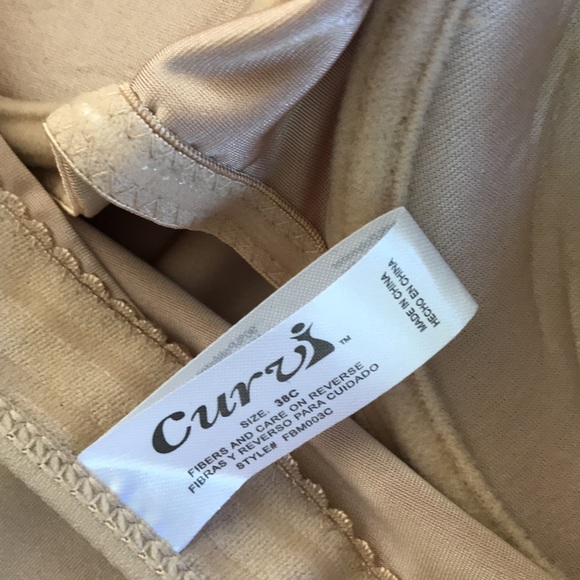 Curvi™
SIZE. 38C
FIBERS AND CARE ON REVERSE
FIBRAS Y REVERSO PARA CUIDADO
STYLE# FBM003C
MADE IN CHINA
HECHO EN CHINA